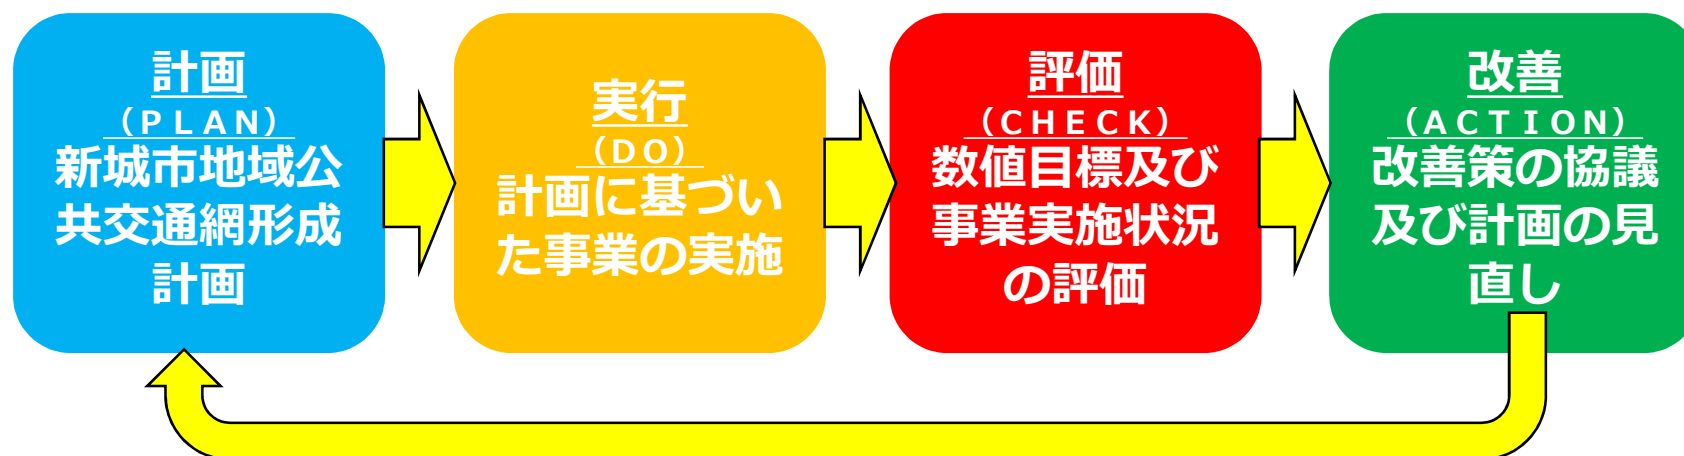 計画
（ＰＬＡＮ）
新城市地域公
共交通網形成
計画
実行
（ＤＯ）
計画に基づい
た事業の実施
評価
（ＣＨＥＣＫ）
数値目標及び
事業実施状況
の評価
改善
（ＡＣＴＩＯＮ）
改善策の協議
及び計画の見
直し